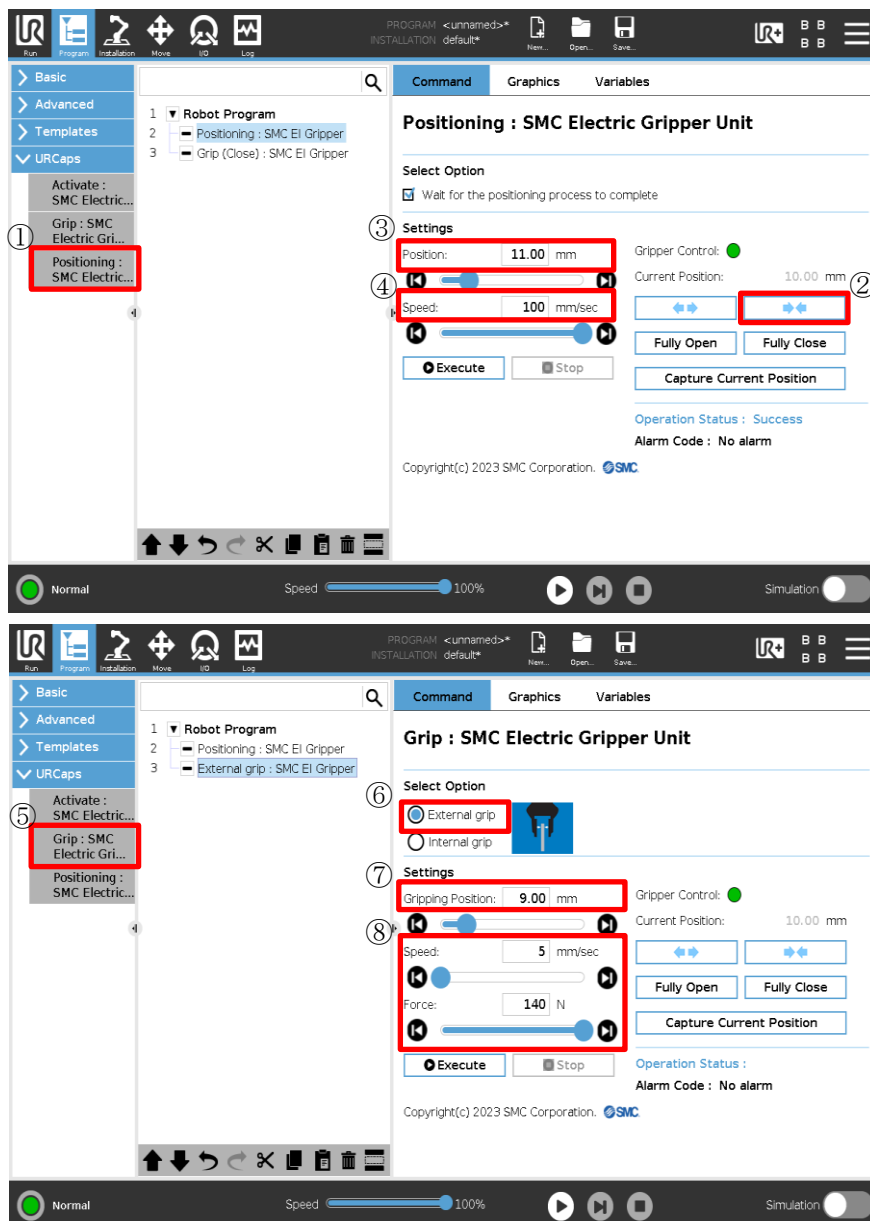 PROGRAM <unnamed>*
INSTALLATION default*
UR
Run
Program
Installation
Move
I/O
Log
New...
Open...
Save...
UR+
B B
B B
Basic
Advanced
Templates
URCaps
Activate :
SMC Electric...
①
Grip : SMC
Electric Gri...
Positioning :
SMC Electric...
1 Robot Program
2 Positioning : SMC El Gripper
3 Grip (Close) : SMC El Gripper
Command Graphics Variables
Positioning : SMC Electric Gripper Unit
Select Option
Wait for the positioning process to complete
③ Settings
Position: 11.00 mm
Gripper Control:
Current Position: 10.00 mm
②
④
Speed: 100 mm/sec
Fully Open Fully Close
Execute Stop
Capture Current Position
Operation Status : Success
Alarm Code : No alarm
Copyright(c) 2023 SMC Corporation. SMC.
Normal
Speed 100%
Simulation
PROGRAM <unnamed>*
INSTALLATION default*
UR
Run
Program
Installation
Move
I/O
Log
New...
Open...
Save...
UR+
B B
B B
Basic
Advanced
Templates
URCaps
Activate :
SMC Electric...
⑤
Grip : SMC
Electric Gri...
Positioning :
SMC Electric...
1 Robot Program
2 Positioning : SMC El Gripper
3 External grip : SMC El Gripper
Command Graphics Variables
Grip : SMC Electric Gripper Unit
Select Option
⑥
External grip
Internal grip
⑦ Settings
Gripping Position: 9.00 mm
Gripper Control:
Current Position: 10.00 mm
⑧
Speed: 5 mm/sec
Fully Open Fully Close
Force: 140 N
Capture Current Position
Execute Stop
Operation Status :
Alarm Code : No alarm
Copyright(c) 2023 SMC Corporation. SMC.
Normal
Speed 100%
Simulation